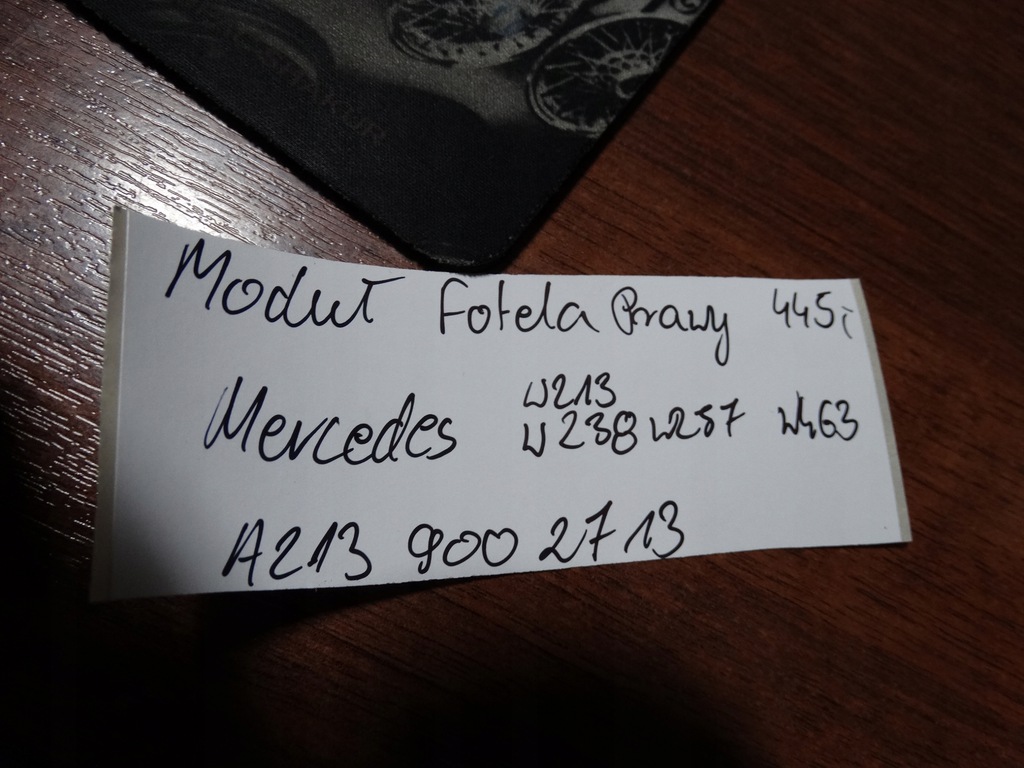 Moduł Fotela Prawy 445i
Mercedes W213
W238 W257 W463
A213 900 27 13